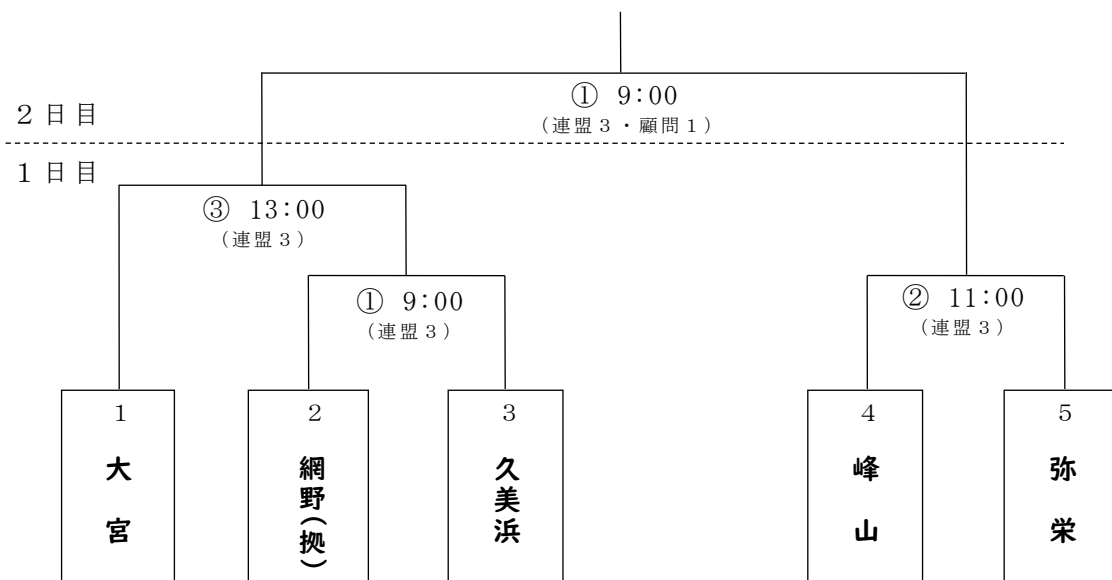 ① 9:00
(連盟3・顧問1)
2日目
1日目
③ 13:00
(連盟3)
① 9:00
(連盟3)
② 11:00
(連盟3)
1
大宮
2
網野(拠)
3
久美浜
4
峰山
5
弥栄